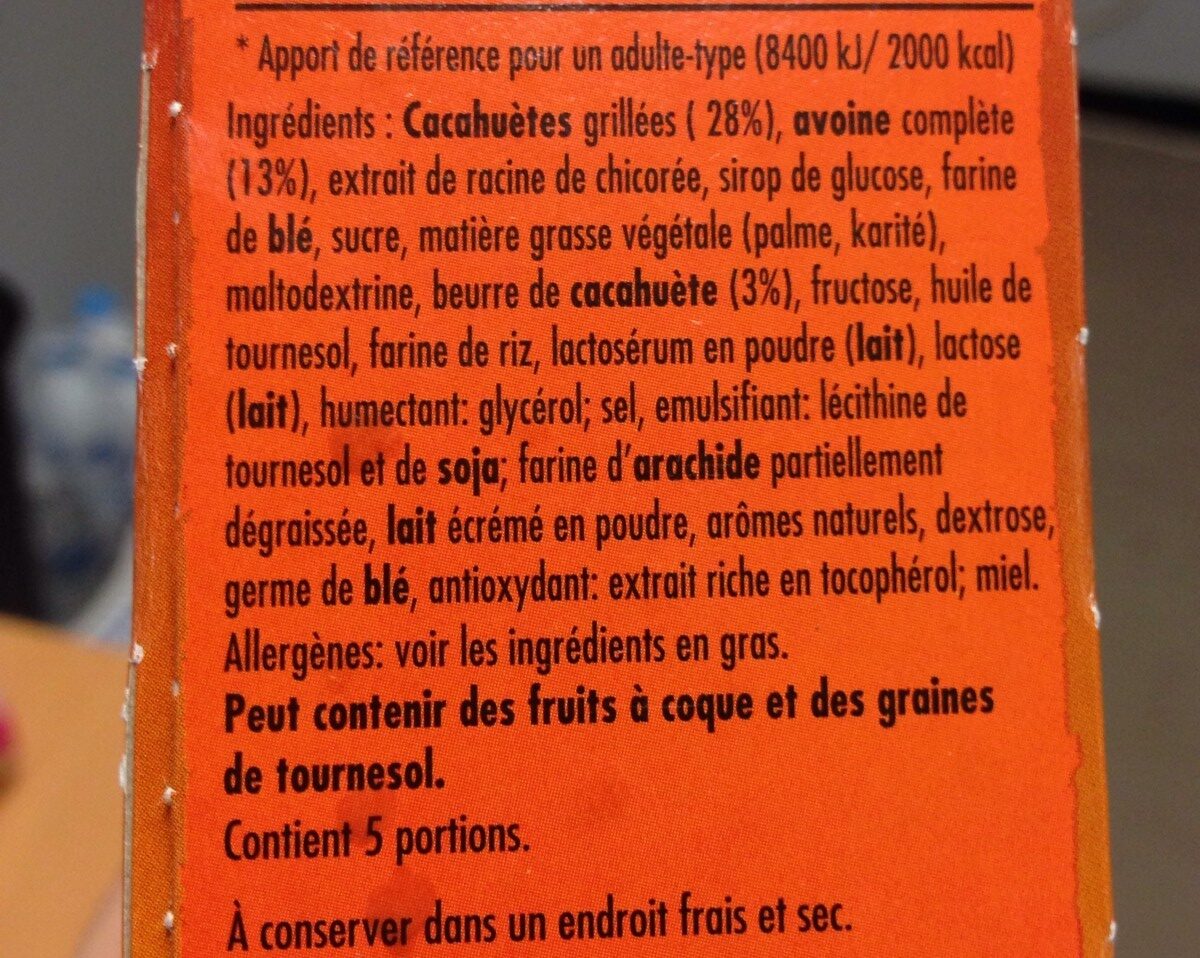 * Apport de référence pour un adulte-type (8400 kJ/ 2000 kcal)
Ingrédients : Cacahuètes grillées ( 28%), avoine complète
(13%), extrait de racine de chicorée, sirop de glucose, farine
de blé, sucre, matière grasse végétale (palme, karité),
maltodextrine, beurre de cacahuète (3%), fructose, huile de
tournesol, farine de riz, lactosérum en poudre (lait), lactose
(lait), humectant: glycérol; sel, emulsifiant: lécithine de
tournesol et de soja; farine d'arachide partiellement
dégraissée, lait écrémé en poudre, arômes naturels, dextrose,
germe de blé, antioxydant: extrait riche en tocophérol; miel.
Allergènes: voir les ingrédients en gras.
Peut contenir des fruits à coque et des graines
de tournesol.
Contient 5 portions.
À conserver dans un endroit frais et sec.